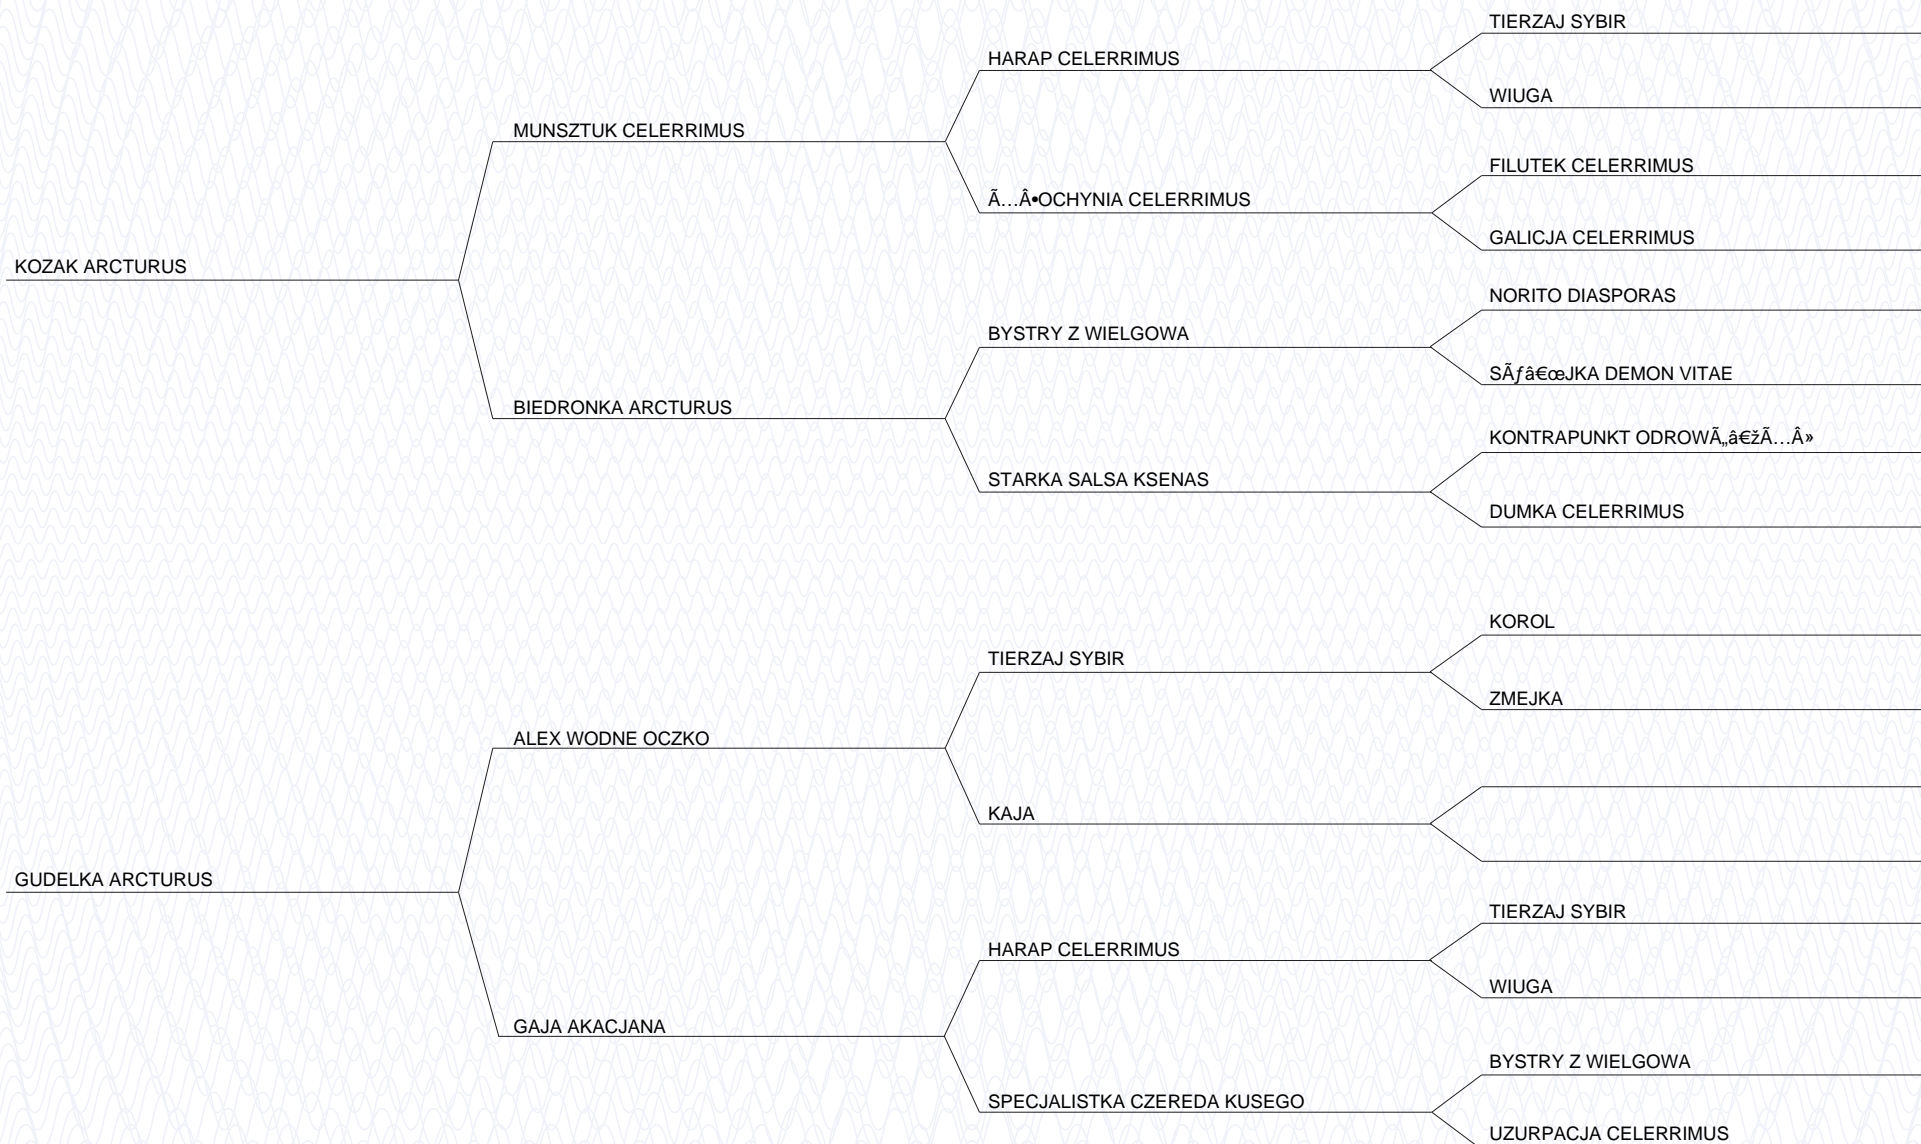 TIERZAJ SYBIR
HARAP CELERRIMUS
WIUGA
MUNSZTUK CELERRIMUS
FILUTEK CELERRIMUS
Ã…Â•OCHYNIA CELERRIMUS
GALICJA CELERRIMUS
KOZAK ARCTURUS
NORITO DIASPORAS
BYSTRY Z WIELGOWA
SÃƒâ€œJKA DEMON VITAE
BIEDRONKA ARCTURUS
KONTRAPUNKT ODROWÃ„â€žÃ…Â»
STARKA SALSA KSENAS
DUMKA CELERRIMUS
KOROL
TIERZAJ SYBIR
ZMEJKA
ALEX WODNE OCZKO
KAJA
GUDELKA ARCTURUS
TIERZAJ SYBIR
HARAP CELERRIMUS
WIUGA
GAJA AKACJANA
BYSTRY Z WIELGOWA
SPECJALISTKA CZEREDA KUSEGO
UZURPACJA CELERRIMUS